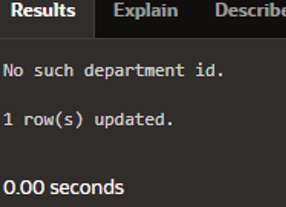 Results Explain Describe
No such department id.
1 row(s) updated.
0.00 seconds